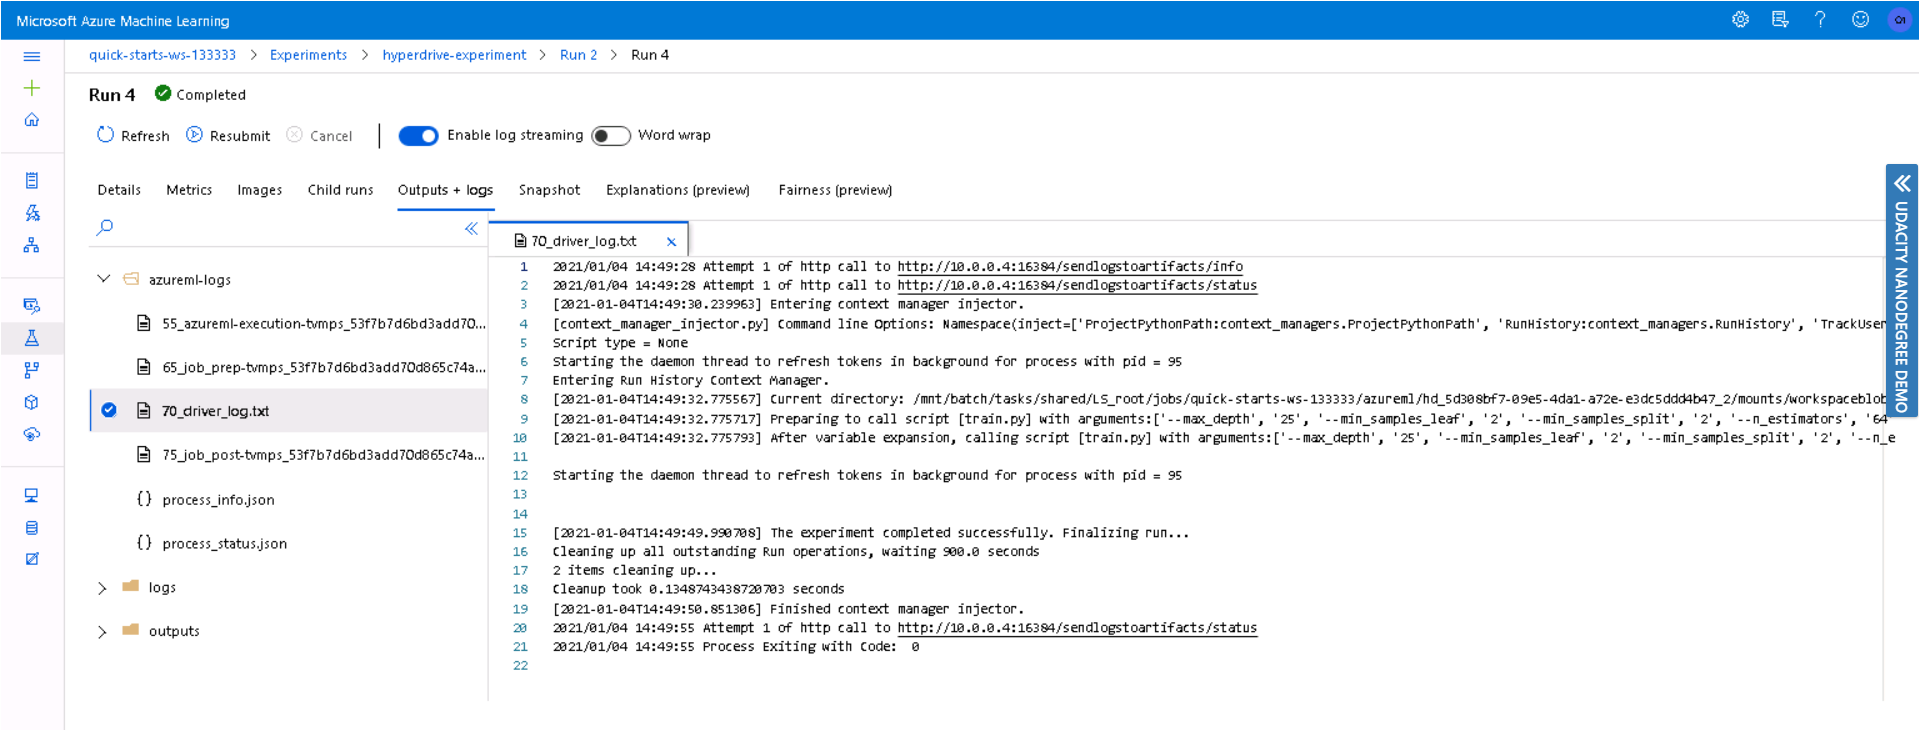 Microsoft Azure Machine Learning
quick-starts-ws-133333 > Experiments > hyperdrive-experiment > Run 2 > Run 4
Run 4 Completed
Refresh Resubmit Cancel Enable log streaming Word wrap
Details Metrics Images Child runs Outputs + logs Snapshot Explanations (preview) Fairness (preview)
azureml-logs
55_azureml-execution-tvmps_53f7b7d6bd3add70...
65_job_prep-tvmps_53f7b7d6bd3add70d865c74a...
70_driver_log.txt
75_job_post-tvmps_53f7b7d6bd3add70d865c74a...
{} process_info.json
{} process_status.json
logs
outputs
70_driver_log.txt
1 2021/01/04 14:49:28 Attempt 1 of http call to http://10.0.0.4:16384/sendlogstoartifacts/info
2 2021/01/04 14:49:28 Attempt 1 of http call to http://10.0.0.4:16384/sendlogstoartifacts/status
3 [2021-01-04T14:49:30.239963] Entering context manager injector.
4 [context_manager_injector.py] Command line Options: Namespace(inject=['ProjectPythonPath:context_managers.ProjectPythonPath', 'RunHistory:context_managers.RunHistory', 'TrackUser
5 Script type = None
6 Starting the daemon thread to refresh tokens in background for process with pid = 95
7 Entering Run History Context Manager.
8 [2021-01-04T14:49:32.775567] Current directory: /mnt/batch/tasks/shared/LS_root/jobs/quick-starts-ws-133333/azureml/hd_5d308bf7-09e5-4da1-a72e-e3dc5ddd4b47_2/mounts/workspaceblob
9 [2021-01-04T14:49:32.775717] Preparing to call script [train.py] with arguments:['--max_depth', '25', '--min_samples_leaf', '2', '--min_samples_split', '2', '--n_estimators', '64
10 [2021-01-04T14:49:32.775793] After variable expansion, calling script [train.py] with arguments:['--max_depth', '25', '--min_samples_leaf', '2', '--min_samples_split', '2', '--n_e
11
12 Starting the daemon thread to refresh tokens in background for process with pid = 95
13
14
15 [2021-01-04T14:49:49.990708] The experiment completed successfully. Finalizing run...
16 Cleaning up all outstanding Run operations, waiting 900.0 seconds
17 2 items cleaning up...
18 Cleanup took 0.1348743438720703 seconds
19 [2021-01-04T14:49:50.851306] Finished context manager injector.
20 2021/01/04 14:49:55 Attempt 1 of http call to http://10.0.0.4:16384/sendlogstoartifacts/status
21 2021/01/04 14:49:55 Process Exiting with Code:  0
22
UDACITY NANODEGREE DEMO